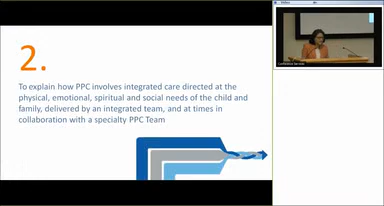 2.
To explain how PPC involves integrated care directed at the
physical, emotional, spiritual and social needs of the child and
family, delivered by an integrated team, and at times in
collaboration with a specialty PPC Team